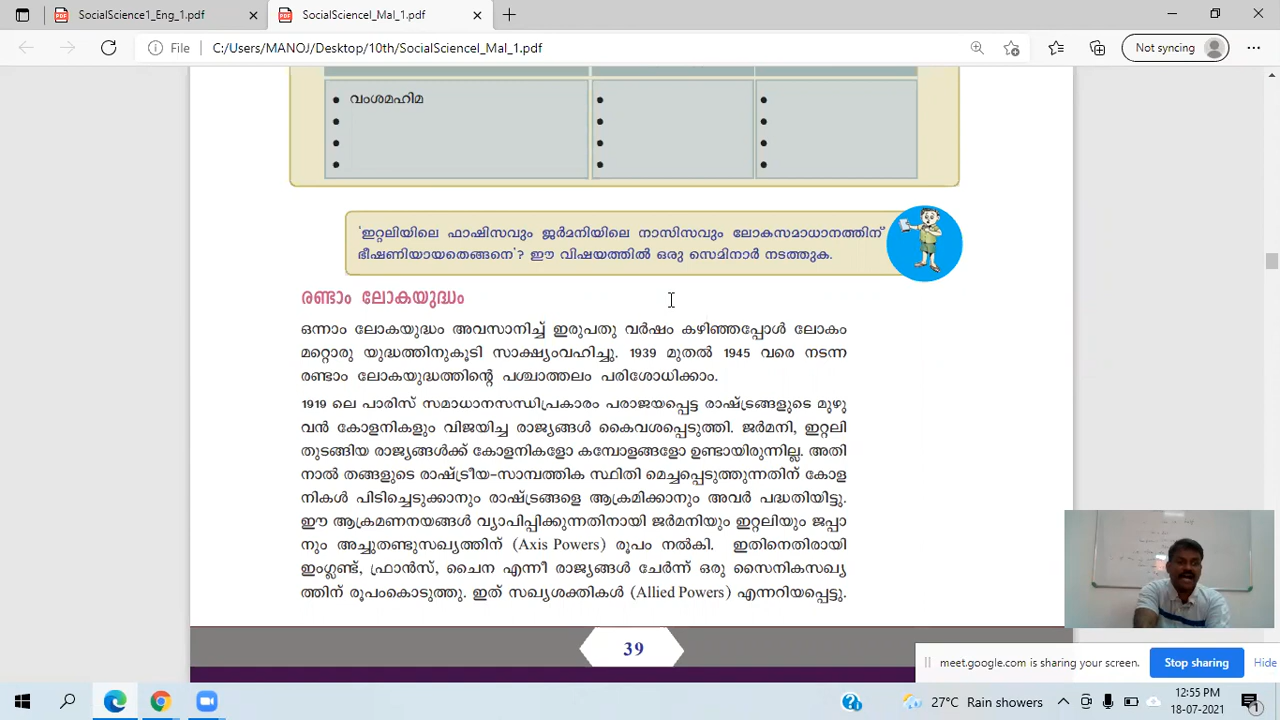 SocialScience1_Eng_1.pdf
SocialScienceI_Mal_1.pdf
File
C:/Users/MANOJ/Desktop/10th/SocialScienceI_Mal_1.pdf
Not syncing
• വംശമഹിമ
'ഇറ്റലിയിലെ ഫാഷിസവും ജർമനിയിലെ നാസിസവും ലോകസമാധാനത്തിന്
ഭീഷണിയായതെങ്ങനെ'? ഈ വിഷയത്തിൽ ഒരു സെമിനാർ നടത്തുക.
രണ്ടാം ലോകയുദ്ധം
ഒന്നാം ലോകയുദ്ധം അവസാനിച്ച് ഇരുപതു വർഷം കഴിഞ്ഞപ്പോൾ ലോകം
മറ്റൊരു യുദ്ധത്തിനുകൂടി സാക്ഷ്യംവഹിച്ചു. 1939 മുതൽ 1945 വരെ നടന്ന
രണ്ടാം ലോകയുദ്ധത്തിന്റെ പശ്ചാത്തലം പരിശോധിക്കാം.
1919 ലെ പാരിസ് സമാധാനസന്ധിപ്രകാരം പരാജയപ്പെട്ട രാഷ്ട്രങ്ങളുടെ മുഴു
വൻ കോളനികളും വിജയിച്ച രാജ്യങ്ങൾ കൈവശപ്പെടുത്തി. ജർമനി, ഇറ്റലി
തുടങ്ങിയ രാജ്യങ്ങൾക്ക് കോളനികളോ കമ്പോളങ്ങളോ ഉണ്ടായിരുന്നില്ല. അതി
നാൽ തങ്ങളുടെ രാഷ്ട്രീയ-സാമ്പത്തിക സ്ഥിതി മെച്ചപ്പെടുത്തുന്നതിന് കോള
നികൾ പിടിച്ചെടുക്കാനും രാഷ്ട്രങ്ങളെ ആക്രമിക്കാനും അവർ പദ്ധതിയിട്ടു.
ഈ ആക്രമണനയങ്ങൾ വ്യാപിപ്പിക്കുന്നതിനായി ജർമനിയും ഇറ്റലിയും ജപ്പാ
നും അച്ചുതണ്ടുസഖ്യത്തിന് (Axis Powers) രൂപം നൽകി. ഇതിനെതിരായി
ഇംഗ്ലണ്ട്, ഫ്രാൻസ്, ചൈന എന്നീ രാജ്യങ്ങൾ ചേർന്ന് ഒരു സൈനികസഖ്യ
ത്തിന് രൂപംകൊടുത്തു. ഇത് സഖ്യശക്തികൾ (Allied Powers) എന്നറിയപ്പെട്ടു.
39
meet.google.com is sharing your screen.
Stop sharing
Hide
27°C Rain showers
12:55 PM
18-07-2021